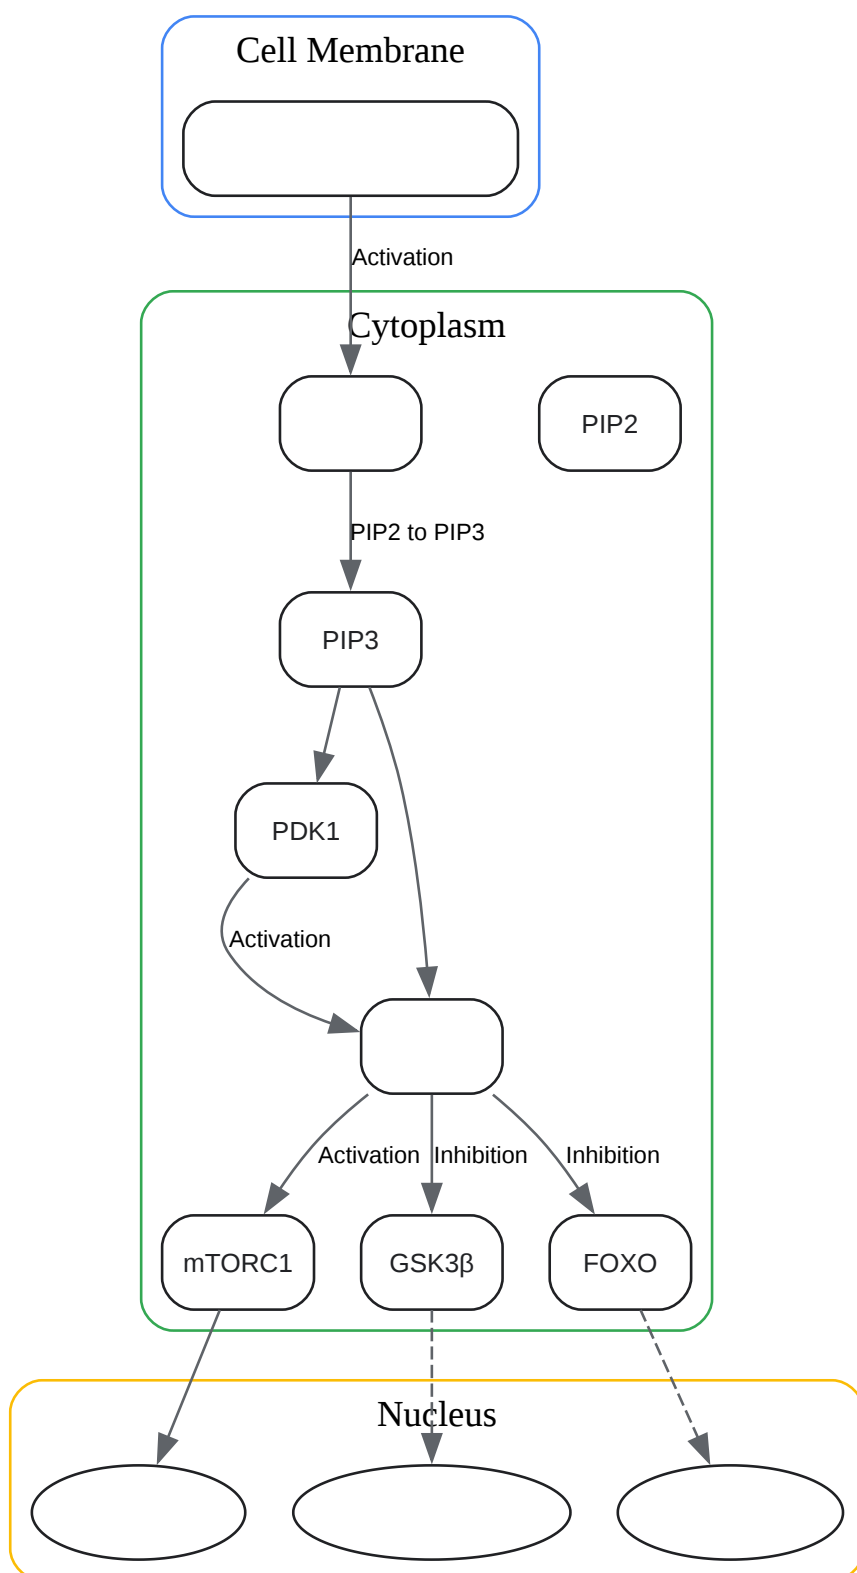 Cell Membrane
Activation
Cytoplasm
PIP2
PIP2 to PIP3
PIP3
PDK1
Activation
Activation
Inhibition
Inhibition
mTORC1
GSK3β
FOXO
Nucleus